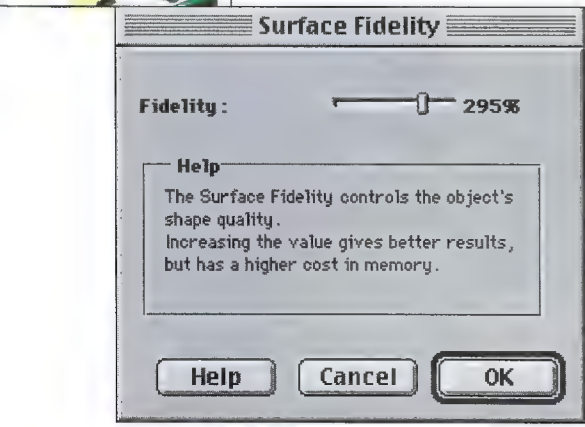 Surface Fidelity
Fidelity : 295%
Help
The Surface Fidelity controls the object's
shape quality.
Increasing the value gives better results,
but has a higher cost in memory.
Help Cancel OK